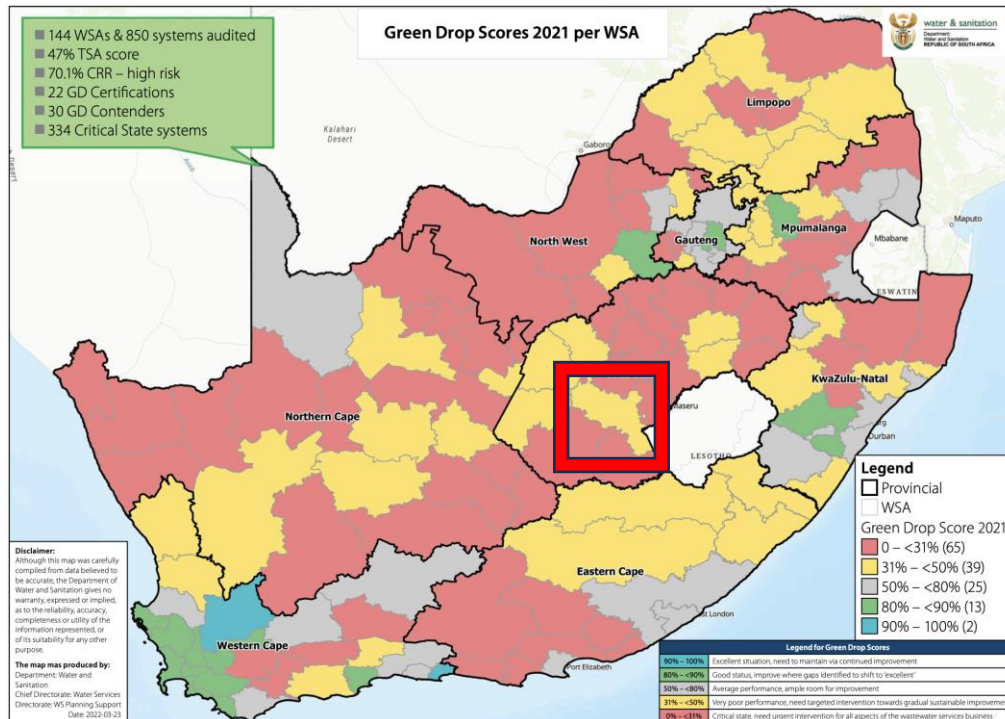 144 WSAs & 850 systems audited
47% TSA score
70.1% CRR – high risk
22 GD Certifications
30 GD Contenders
334 Critical State systems
Green Drop Scores 2021 per WSA
water & sanitation
Department:
Water and Sanitation
REPUBLIC OF SOUTH AFRICA
Kalahari
Desert
Gaboro
Limpopo
North West
Gauteng
Mpumalanga
Maputo
Mbabane
ESWATIN
Northern Cape
KwaZulu-Natal
Maseru
LESOTHO
Durban
Eastern Cape
st London
Western Cape
Port Elizabeth
Legend
Provincial
WSA
Green Drop Score 2021
0 – <31% (65)
31% – <50% (39)
50% – <80% (25)
80% – <90% (13)
90% – 100% (2)
Disclaimer:
Although this map was carefully
compiled from data believed to
be accurate, the Department of
Water and Sanitation gives no
warranty, expressed or implied,
as to the reliability, accuracy,
completeness or utility of the
information represented, or
of its suitability for any other
purpose.
The map was produced by:
Department: Water and
Sanitation
Chief Directorate: Water Services
Directorate: WS Planning Support
Date: 2022-03-23
Legend for Green Drop Scores
90% – 100% Excellent situation, need to maintain via continued improvement
80% – <90% Good status, improve where gaps identified to shift to 'excellent'
50% – <80% Average performance, ample room for improvement
31% – <50% Very poor performance, need targeted intervention towards gradual sustainable improveme
0% – <31% Critical state, need urgent intervention for all aspects of the wastewater services business